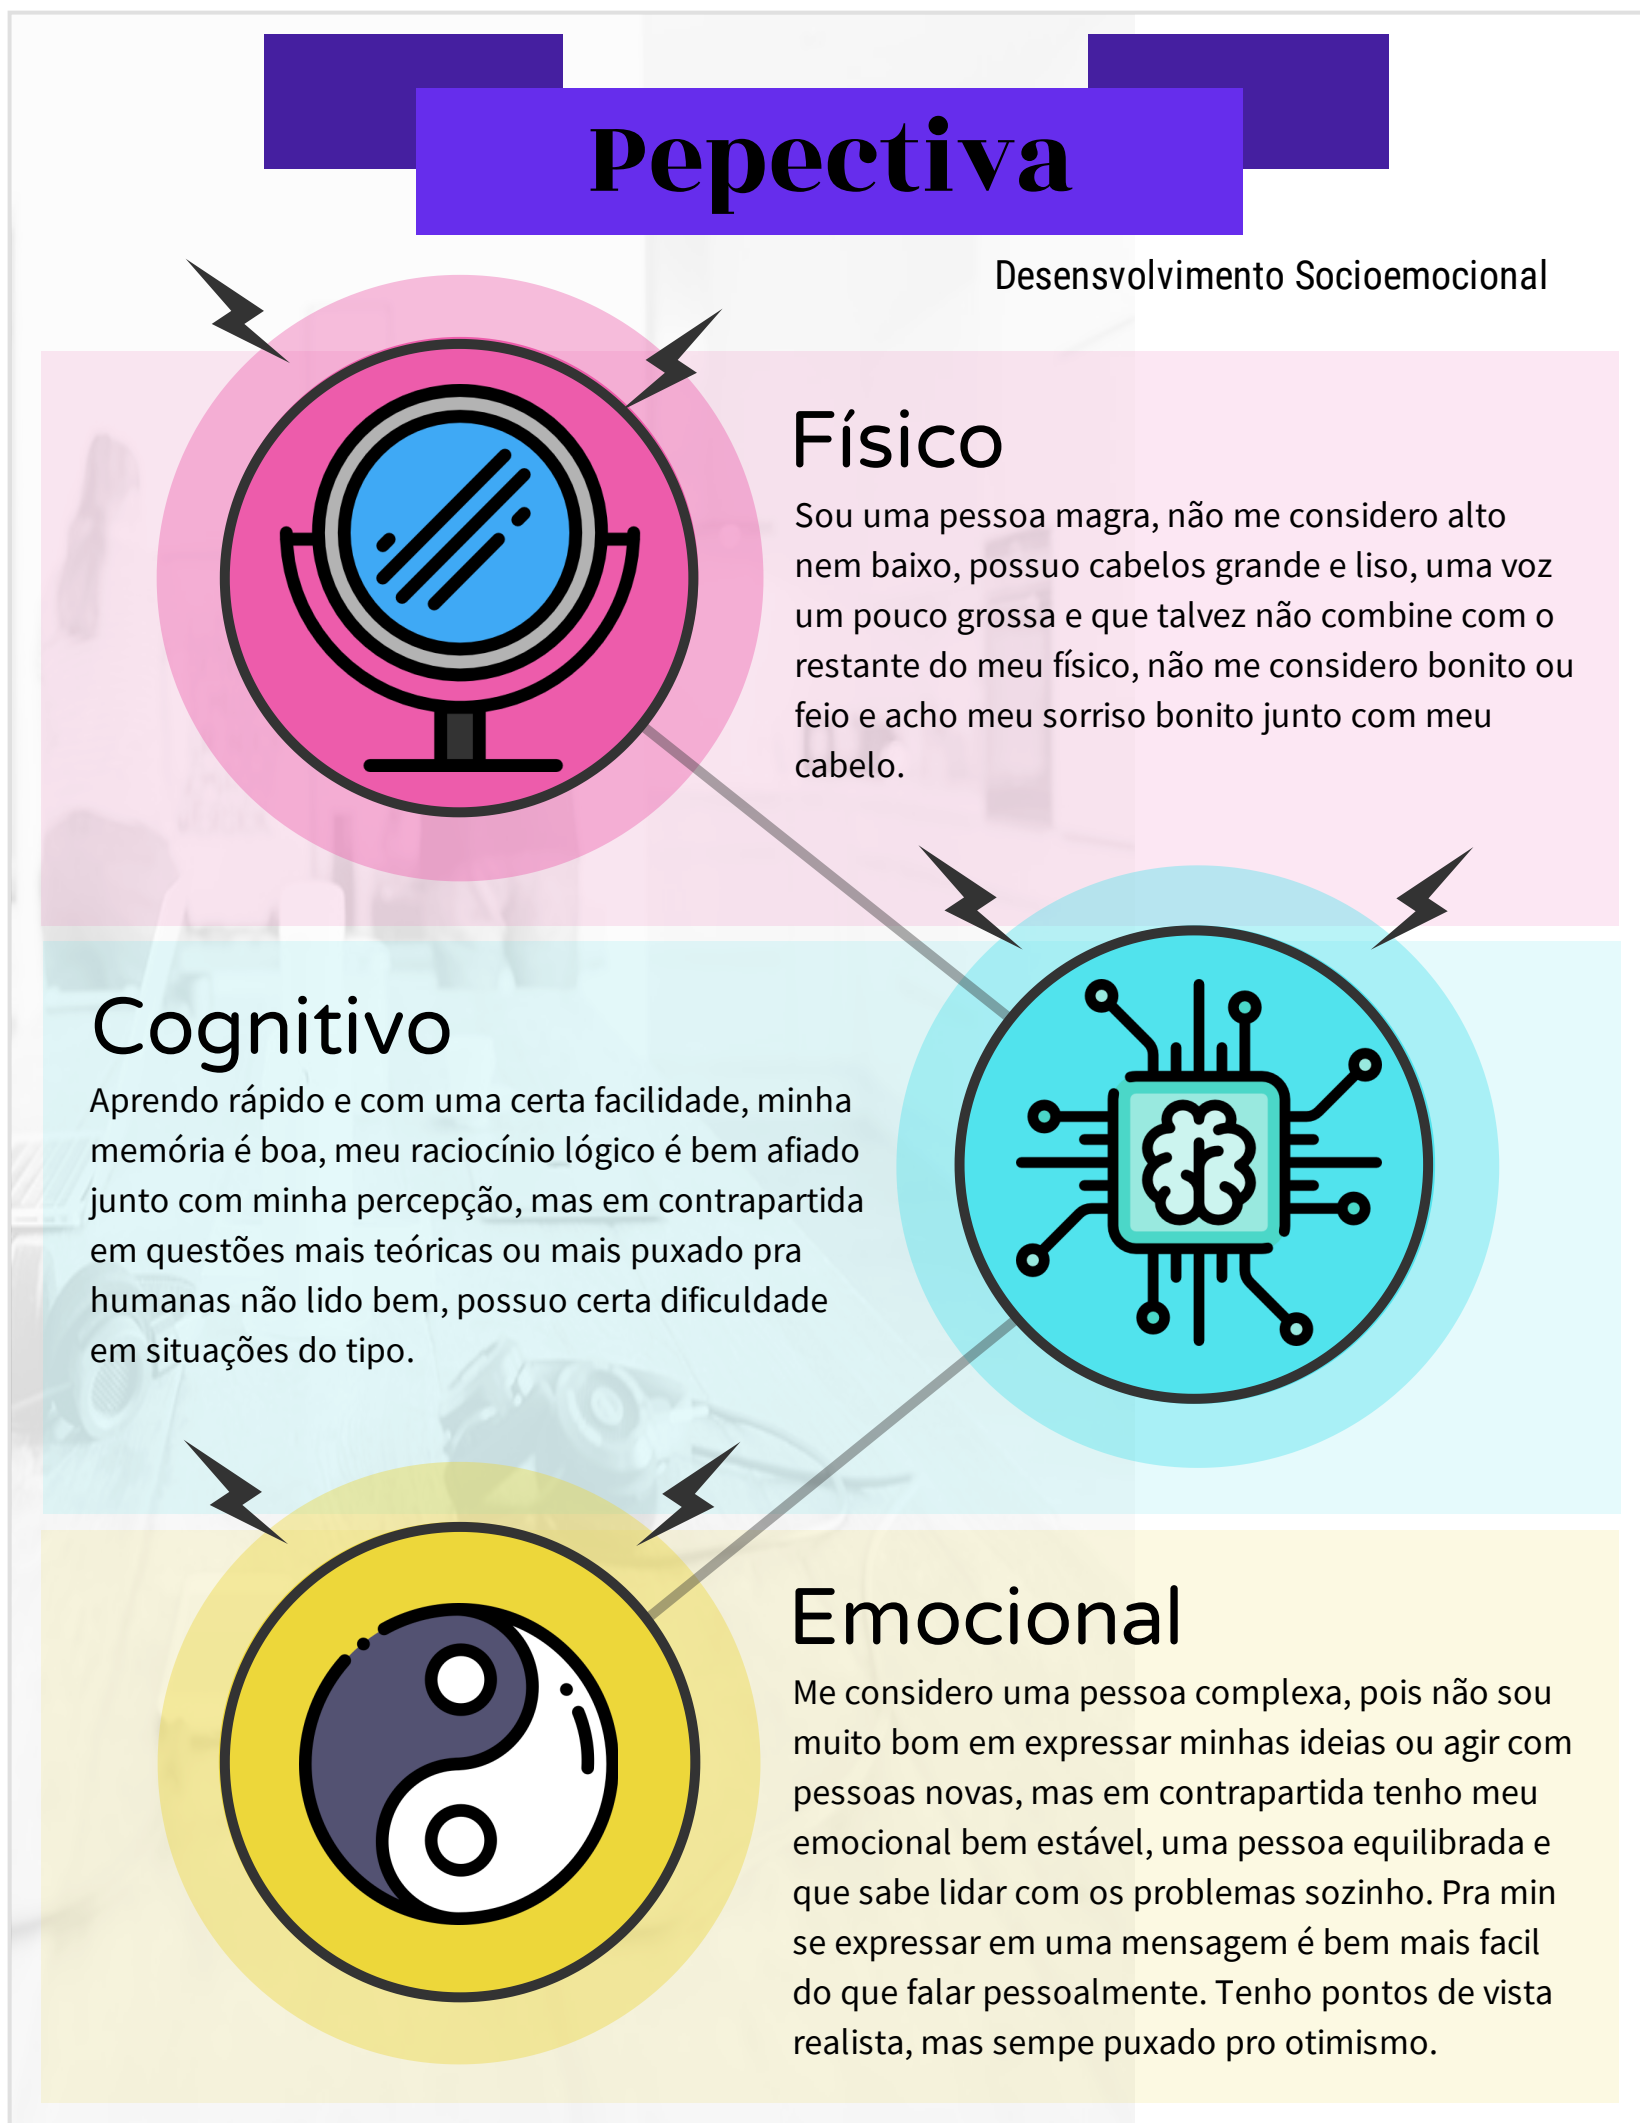 Pepectiva
Desensvolvimento Socioemocional
Físico
Sou uma pessoa magra, não me considero alto
nem baixo, possuo cabelos grande e liso, uma voz
um pouco grossa e que talvez não combine com o
restante do meu físico, não me considero bonito ou
feio e acho meu sorriso bonito junto com meu
cabelo.
Cognitivo
Aprendo rápido e com uma certa facilidade, minha
memória é boa, meu raciocínio lógico é bem afiado
junto com minha percepção, mas em contrapartida
em questões mais teóricas ou mais puxado pra
humanas não lido bem, possuo certa dificuldade
em situações do tipo.
Emocional
Me considero uma pessoa complexa, pois não sou
muito bom em expressar minhas ideias ou agir com
pessoas novas, mas em contrapartida tenho meu
emocional bem estável, uma pessoa equilibrada e
que sabe lidar com os problemas sozinho. Pra min
se expressar em uma mensagem é bem mais facil
do que falar pessoalmente. Tenho pontos de vista
realista, mas sempe puxado pro otimismo.